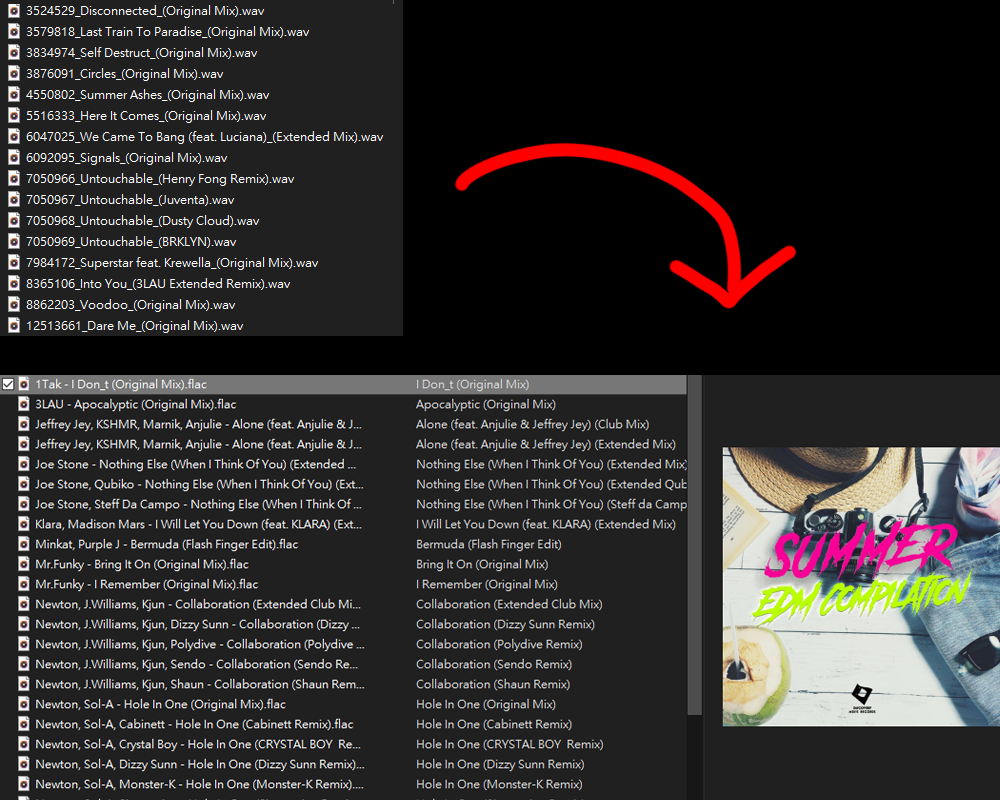 3524529_Disconnected_(Original Mix).wav
3579818_Last Train To Paradise_(Original Mix).wav
3834974_Self Destruct_(Original Mix).wav
3876091_Circles_(Original Mix).wav
4550802_Summer Ashes_(Original Mix).wav
5516333_Here It Comes_(Original Mix).wav
6047025_We Came To Bang (feat. Luciana)_(Extended Mix).wav
6092095_Signals_(Original Mix).wav
7050966_Untouchable_(Henry Fong Remix).wav
7050967_Untouchable_(Juventa).wav
7050968_Untouchable_(Dusty Cloud).wav
7050969_Untouchable_(BRKLYN).wav
7984172_Superstar feat. Krewella_(Original Mix).wav
8365106_Into You_(3LAU Extended Remix).wav
8862203_Voodoo_(Original Mix).wav
12513661_Dare Me_(Original Mix).wav
1Tak - I Don_t (Original Mix).flac I Don_t (Original Mix)
3LAU - Apocalyptic (Original Mix).flac Apocalyptic (Original Mix)
Jeffrey Jey, KSHMR, Marnik, Anjulie - Alone (feat. Anjulie & J... Alone (feat. Anjulie & Jeffrey Jey) (Club Mix)
Jeffrey Jey, KSHMR, Marnik, Anjulie - Alone (feat. Anjulie & J... Alone (feat. Anjulie & Jeffrey Jey) (Extended Mix)
Joe Stone - Nothing Else (When I Think Of You) (Extended ... Nothing Else (When I Think Of You) (Extended Mix)
Joe Stone, Qubiko - Nothing Else (When I Think Of You) (Ext... Nothing Else (When I Think Of You) (Extended Qub
Joe Stone, Steff Da Campo - Nothing Else (When I Think Of ... Nothing Else (When I Think Of You) (Steff da Camp
Klara, Madison Mars - I Will Let You Down (feat. KLARA) (Ext... I Will Let You Down (feat. KLARA) (Extended Mix)
Minkat, Purple J - Bermuda (Flash Finger Edit).flac Bermuda (Flash Finger Edit)
Mr.Funky - Bring It On (Original Mix).flac Bring It On (Original Mix)
Mr.Funky - I Remember (Original Mix).flac I Remember (Original Mix)
Newton, J.Williams, Kjun - Collaboration (Extended Club Mi... Collaboration (Extended Club Mix)
Newton, J.Williams, Kjun, Dizzy Sunn - Collaboration (Dizzy ... Collaboration (Dizzy Sunn Remix)
Newton, J.Williams, Kjun, Polydive - Collaboration (Polydive ... Collaboration (Polydive Remix)
Newton, J.Williams, Kjun, Sendo - Collaboration (Sendo Re... Collaboration (Sendo Remix)
Newton, J.Williams, Kjun, Shaun - Collaboration (Shaun Rem... Collaboration (Shaun Remix)
Newton, Sol-A - Hole In One (Original Mix).flac Hole In One (Original Mix)
Newton, Sol-A, Cabinett - Hole In One (Cabinett Remix).flac Hole In One (Cabinett Remix)
Newton, Sol-A, Crystal Boy - Hole In One (CRYSTAL BOY Re... Hole In One (CRYSTAL BOY Remix)
Newton, Sol-A, Dizzy Sunn - Hole In One (Dizzy Sunn Remix)... Hole In One (Dizzy Sunn Remix)
Newton, Sol-A, Monster-K - Hole In One (Monster-K Remix).... Hole In One (Monster-K Remix)
SUMMER
EDM COMPILATION